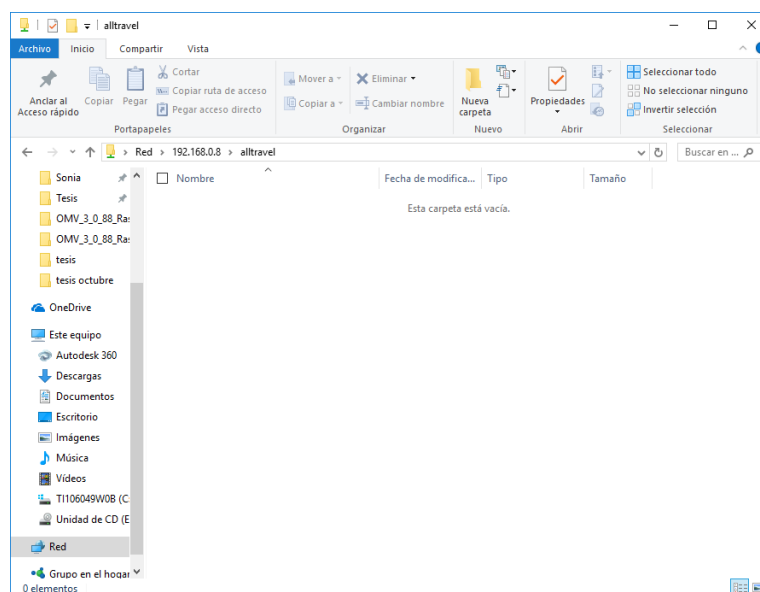 alltravel
Archivo Inicio Compartir Vista
Anclar al Acceso rápido
Copiar
Pegar
Cortar
Copiar ruta de acceso
Pegar acceso directo
Portapapeles
Mover a
Copiar a
Eliminar
Cambiar nombre
Organizar
Nueva carpeta
Nuevo
Propiedades
Abrir
Seleccionar todo
No seleccionar ninguno
Invertir selección
Seleccionar
Red > 192.168.0.8 > alltravel
Buscar en ...
Nombre Fecha de modifica... Tipo Tamaño
Esta carpeta está vacía.
Sonia
Tesis
OMV_3_0_88_Ras
OMV_3_0_88_Ras
tesis
tesis octubre
OneDrive
Este equipo
Autodesk 360
Descargas
Documentos
Escritorio
Imágenes
Música
Vídeos
TI106049W0B (C:
Unidad de CD (E
Red
Grupo en el hogar
0 elementos